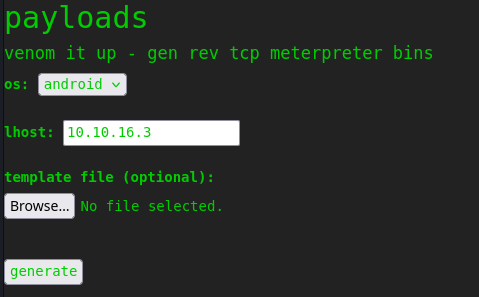 payloads
venom it up - gen rev tcp meterpreter bins
os: android
lhost: 10.10.16.3
template file (optional):
Browse... No file selected.
generate